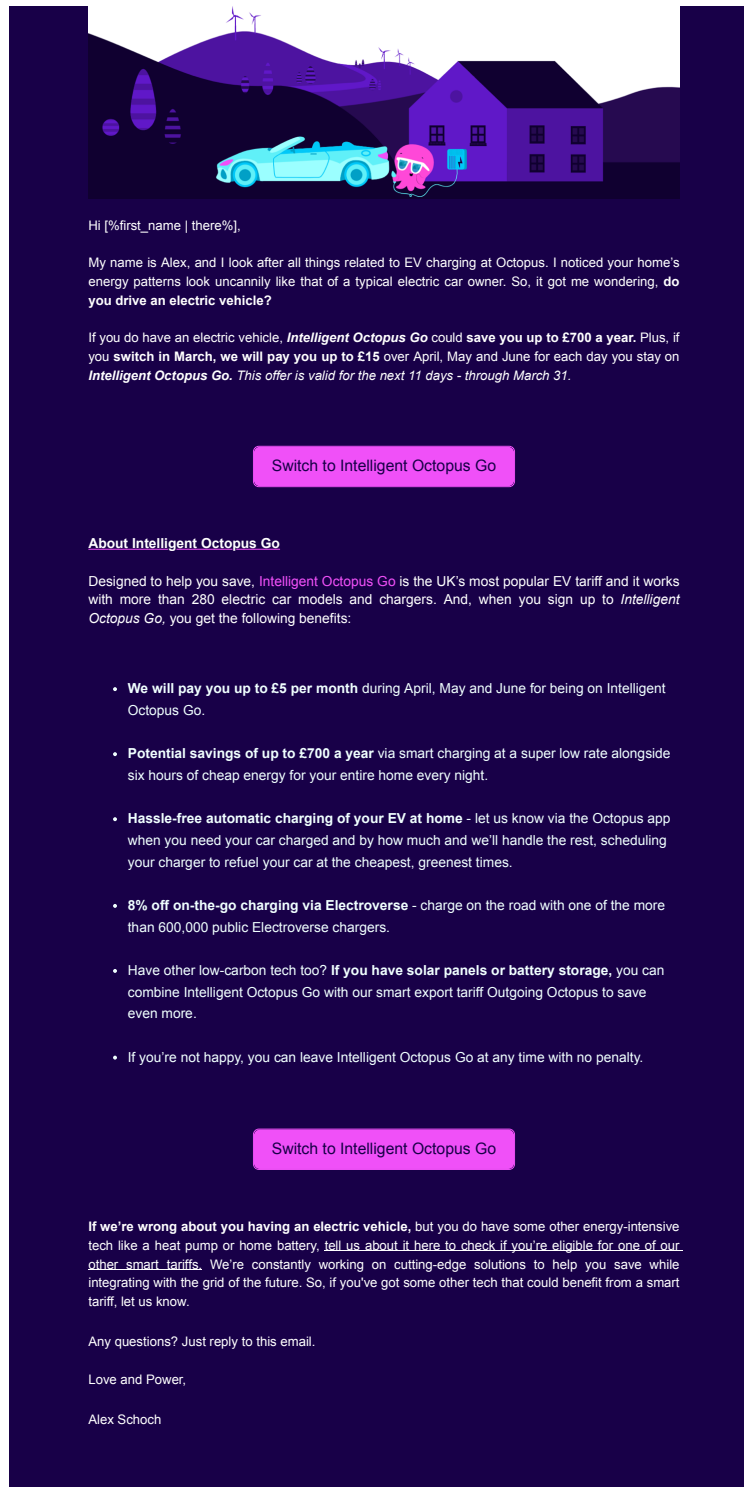 Hi [%first_name | there%],
My name is Alex, and I look after all things related to EV charging at Octopus. I noticed your home's
energy patterns look uncannily like that of a typical electric car owner. So, it got me wondering, do
you drive an electric vehicle?
If you do have an electric vehicle, Intelligent Octopus Go could save you up to £700 a year. Plus, if
you switch in March, we will pay you up to £15 over April, May and June for each day you stay on
Intelligent Octopus Go. This offer is valid for the next 11 days - through March 31.
Switch to Intelligent Octopus Go
About Intelligent Octopus Go
Designed to help you save, Intelligent Octopus Go is the UK's most popular EV tariff and it works
with more than 280 electric car models and chargers. And, when you sign up to Intelligent
Octopus Go, you get the following benefits:
• We will pay you up to £5 per month during April, May and June for being on Intelligent
Octopus Go.
• Potential savings of up to £700 a year via smart charging at a super low rate alongside
six hours of cheap energy for your entire home every night.
• Hassle-free automatic charging of your EV at home - let us know via the Octopus app
when you need your car charged and by how much and we'll handle the rest, scheduling
your charger to refuel your car at the cheapest, greenest times.
• 8% off on-the-go charging via Electroverse - charge on the road with one of the more
than 600,000 public Electroverse chargers.
• Have other low-carbon tech too? If you have solar panels or battery storage, you can
combine Intelligent Octopus Go with our smart export tariff Outgoing Octopus to save
even more.
• If you're not happy, you can leave Intelligent Octopus Go at any time with no penalty.
Switch to Intelligent Octopus Go
If we're wrong about you having an electric vehicle, but you do have some other energy-intensive
tech like a heat pump or home battery, tell us about it here to check if you're eligible for one of our
other smart tariffs. We're constantly working on cutting-edge solutions to help you save while
integrating with the grid of the future. So, if you've got some other tech that could benefit from a smart
tariff, let us know.
Any questions? Just reply to this email.
Love and Power,
Alex Schoch